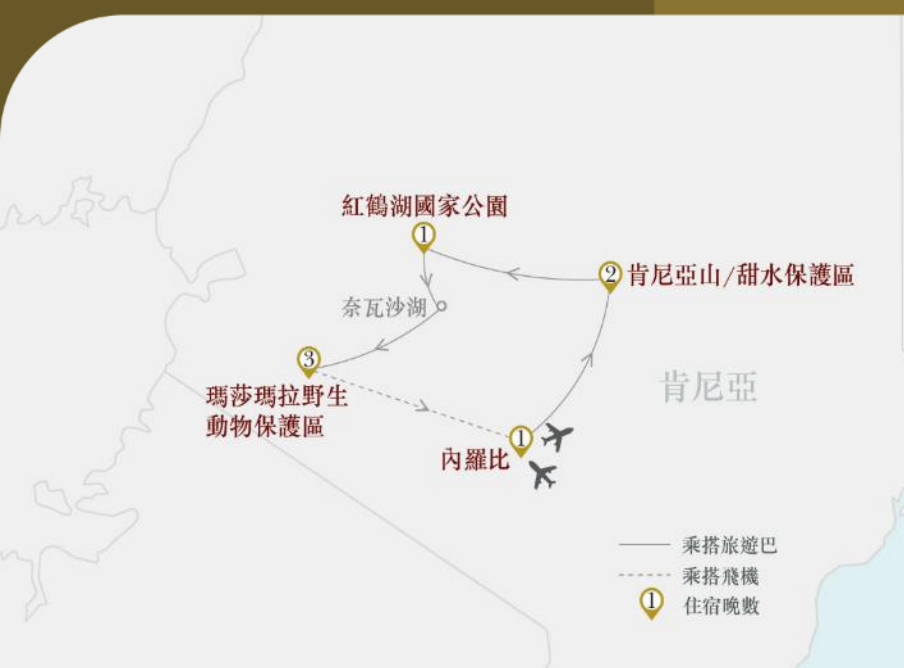 紅鶴湖國家公園
1
2
肯尼亞山/甜水保護區
奈瓦沙湖
3
瑪莎瑪拉野生
動物保護區
肯尼亞
1
內羅比
乘搭旅遊巴
乘搭飛機
1
住宿晚數